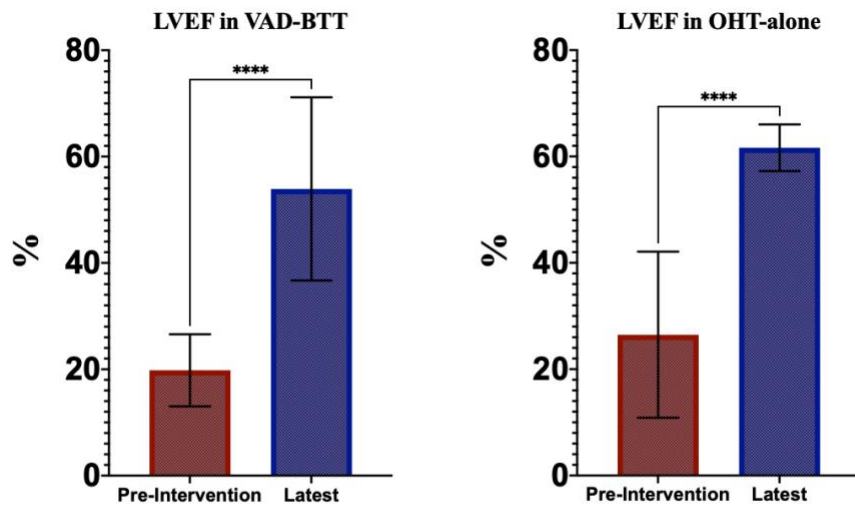 LVEF in VAD-BTT
80
60
40
20
0
%
****
Pre-Intervention
Latest
LVEF in OHT-alone
80
60
40
20
0
%
****
Pre-Intervention
Latest